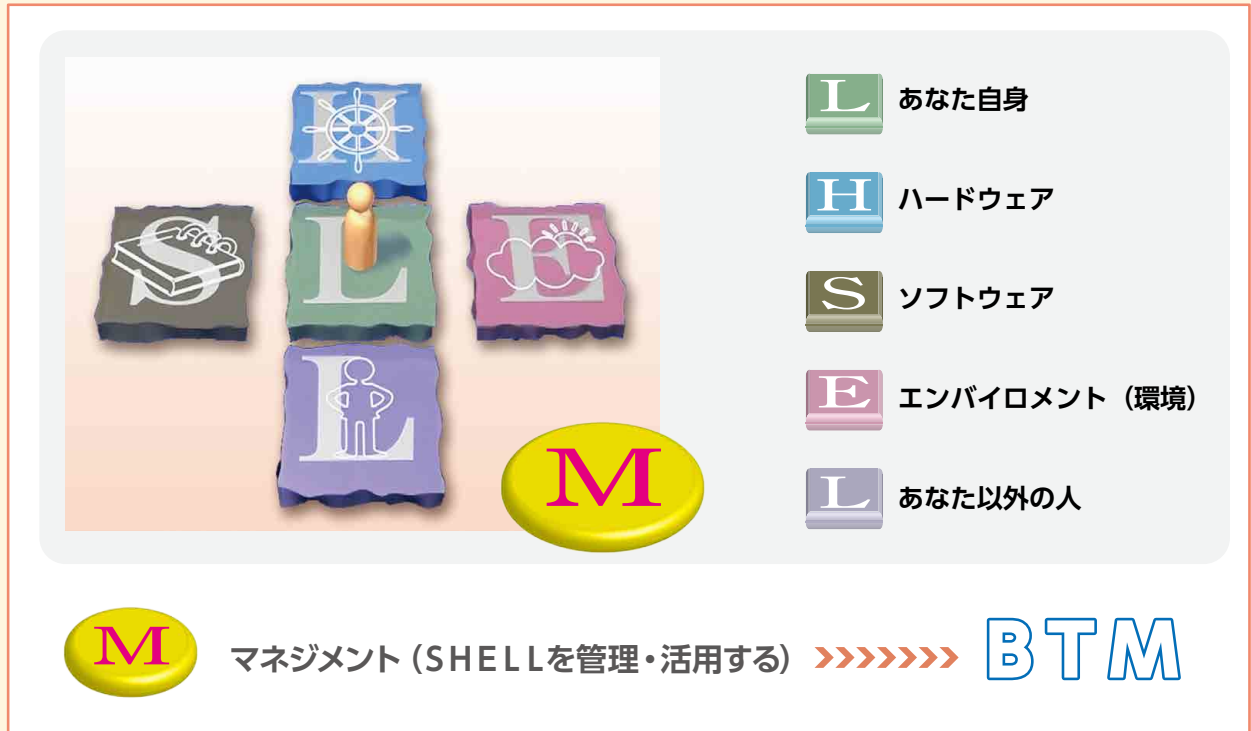 H
S
L
E
L
M
L あなた自身
H ハードウェア
S ソフトウェア
E エンバイロメント（環境）
L あなた以外の人
M マネジメント（SHELLを管理・活用する） >>>>>>> BTM